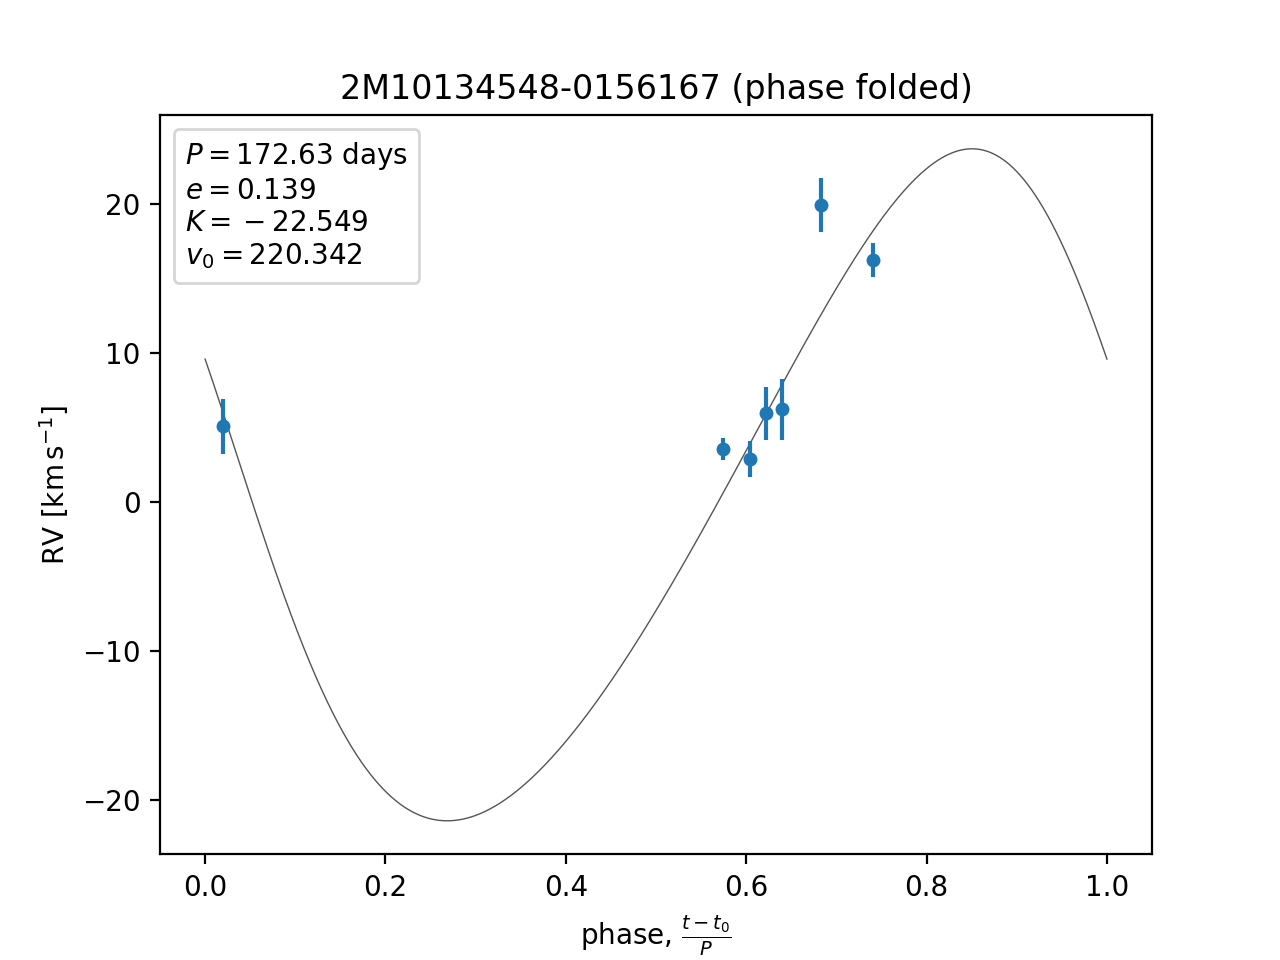 2M10134548-0156167 (phase folded)
P = 172.63 days
e = 0.139
K = −22.549
v₀ = 220.342
20
10
0
−10
−20
RV [km s⁻¹]
0.0 0.2 0.4 0.6 0.8 1.0
phase, (t − t₀)/P